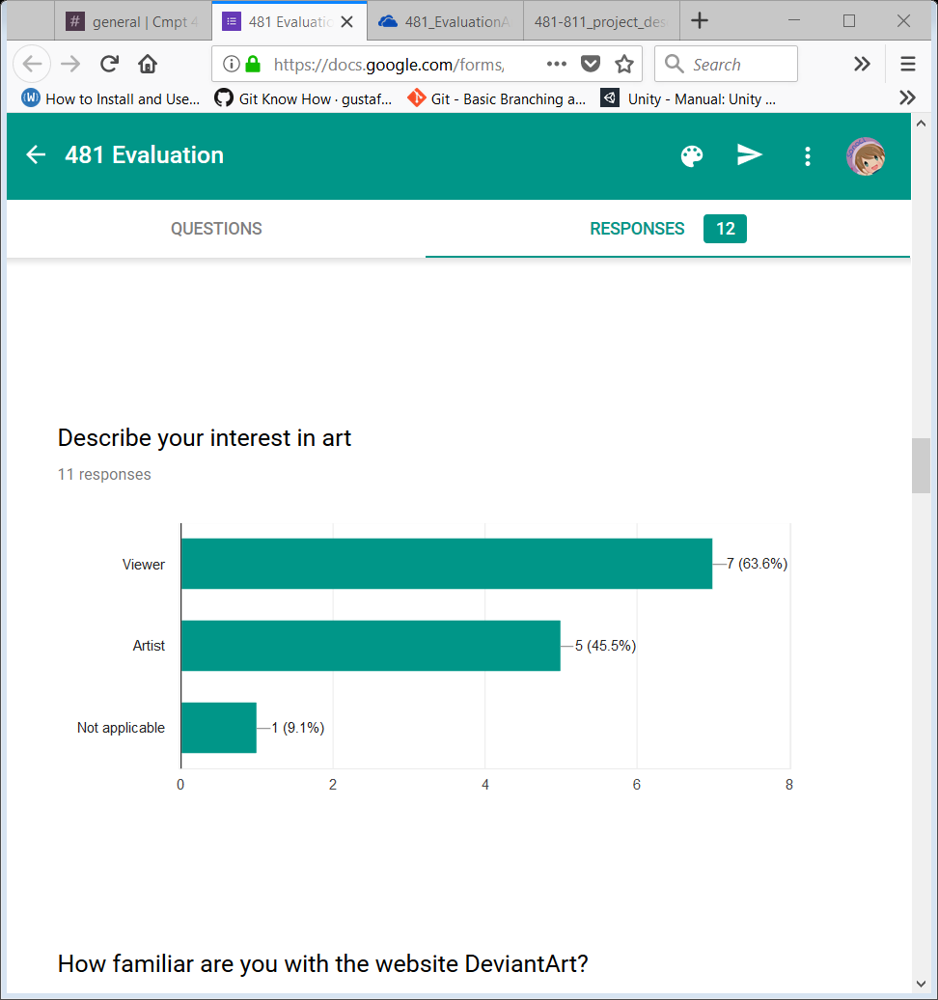 # general | Cmpt 4
481 Evaluatio
481_EvaluationA
481-811_project_des
https://docs.google.com/forms/
Search
How to Install and Use...
Git Know How · gustaf...
Git - Basic Branching a...
Unity - Manual: Unity ...
481 Evaluation
QUESTIONS
RESPONSES 12
Describe your interest in art
11 responses
Viewer
7 (63.6%)
Artist
5 (45.5%)
Not applicable
1 (9.1%)
0 2 4 6 8
How familiar are you with the website DeviantArt?